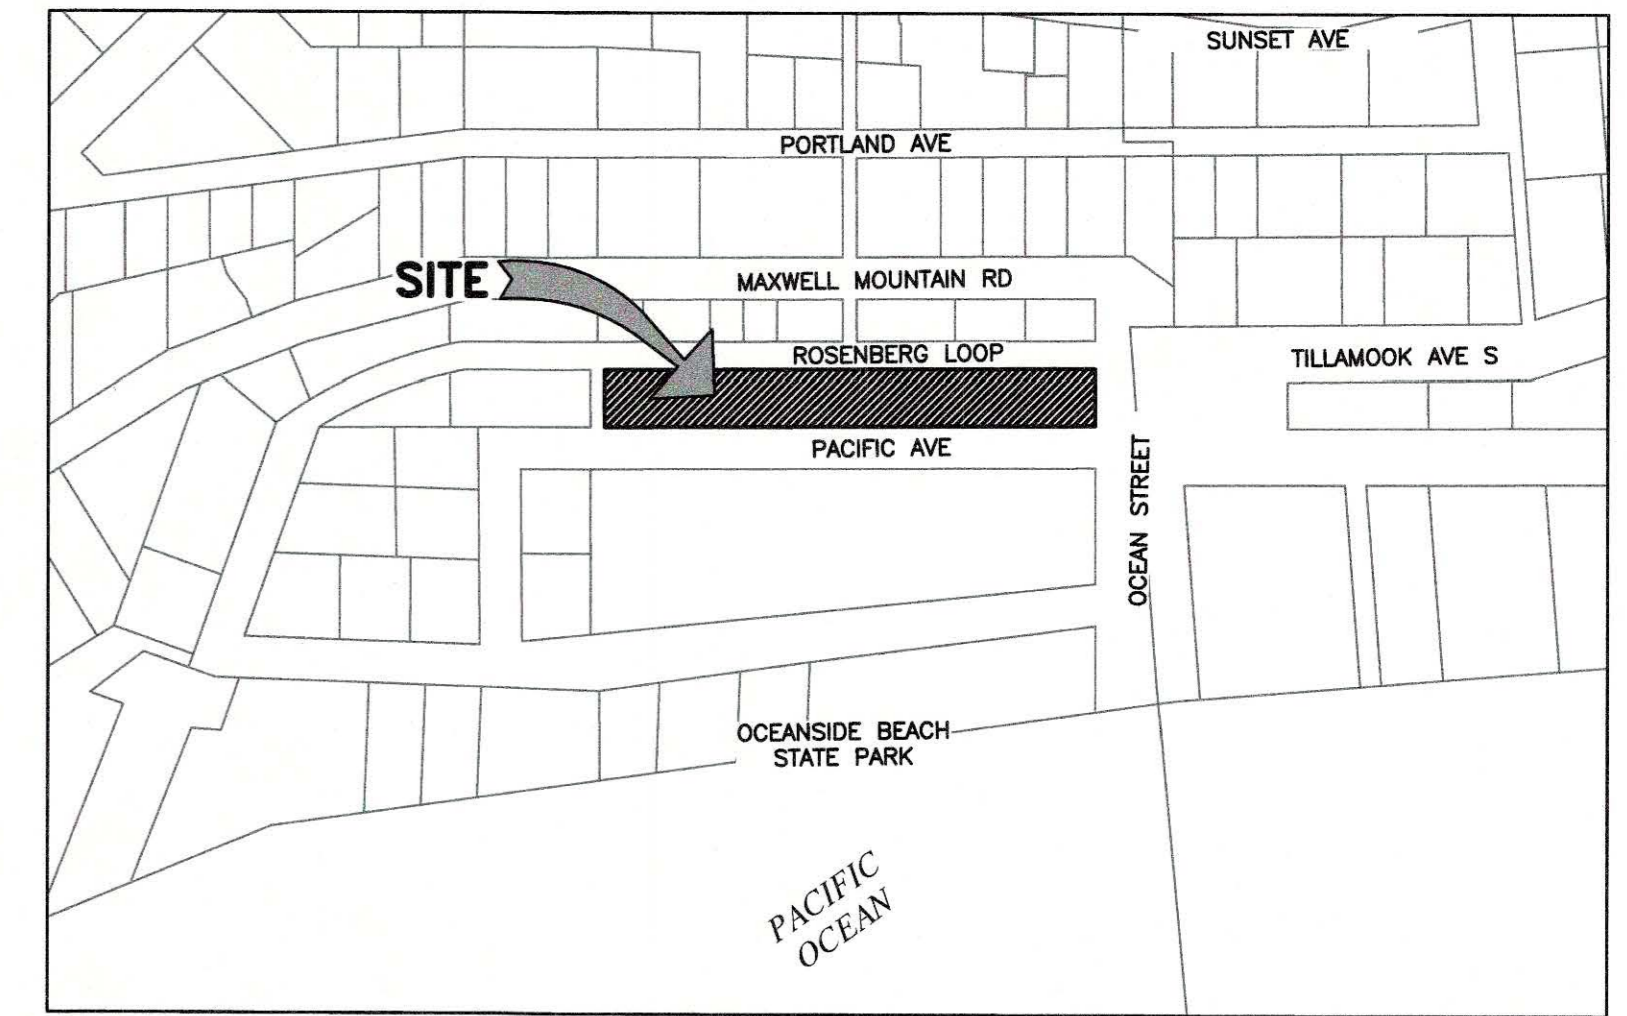 SUNSET AVE
PORTLAND AVE
SITE
MAXWELL MOUNTAIN RD
ROSENBERG LOOP
TILLAMOOK AVE S
PACIFIC AVE
OCEAN STREET
OCEANSIDE BEACH
STATE PARK
PACIFIC
OCEAN